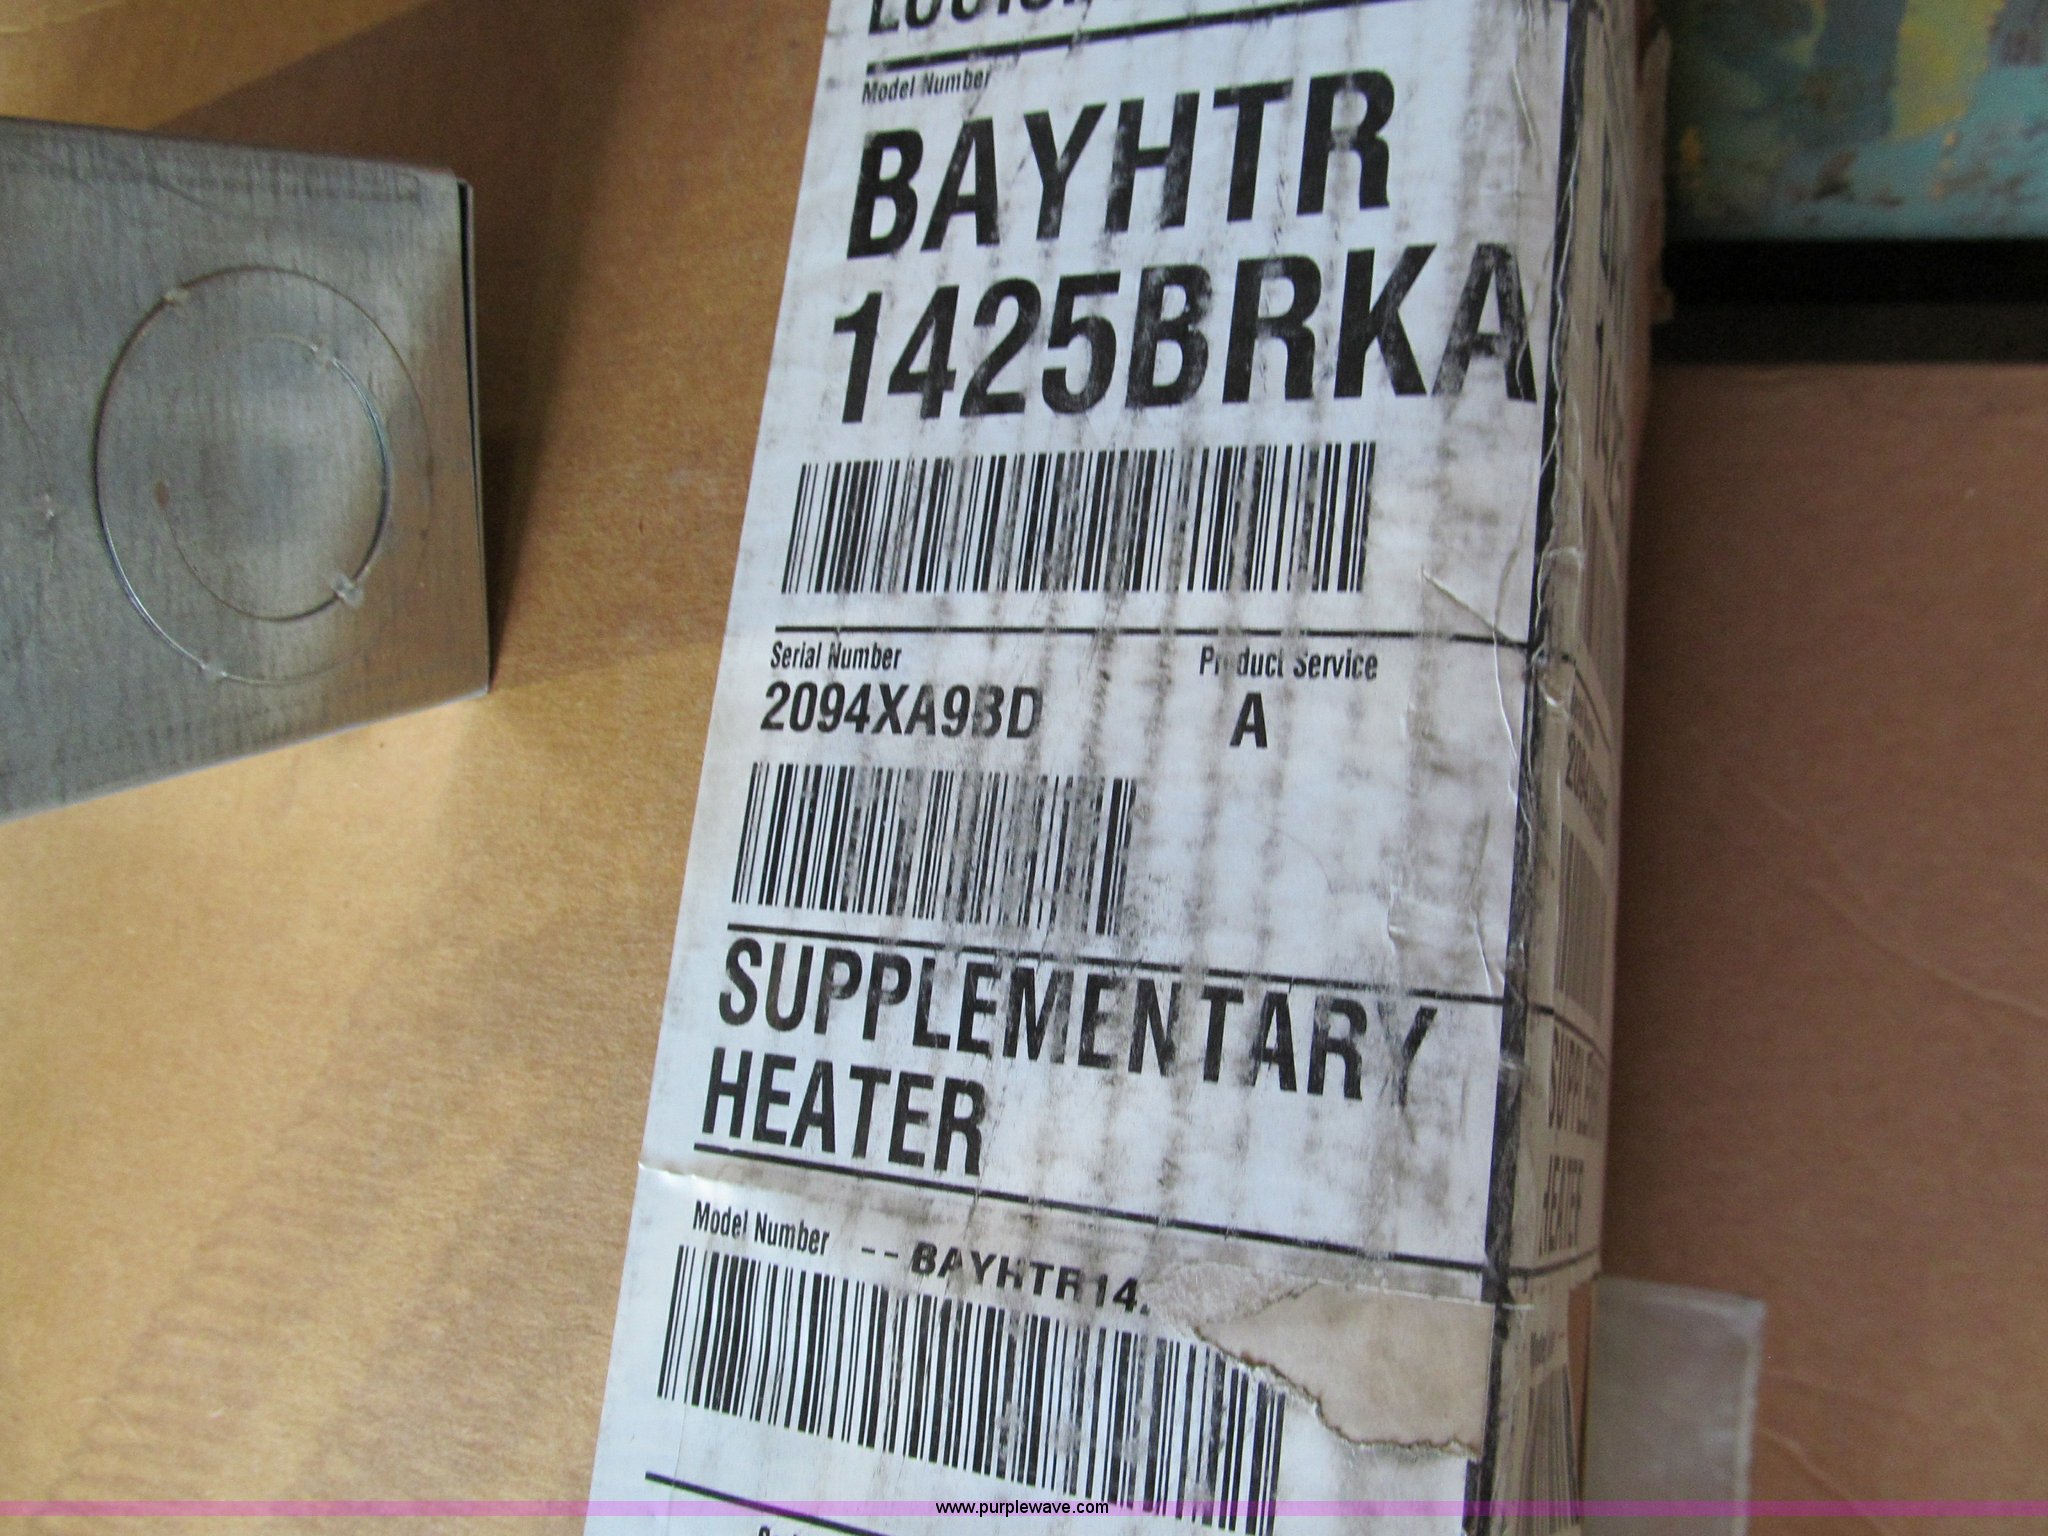 Model Number
BAYHTR
1425BRKA
Serial Number Product Service
2094XA9BD A
SUPPLEMENTARY
HEATER
Model Number -- BAYHTR14
www.purplewave.com